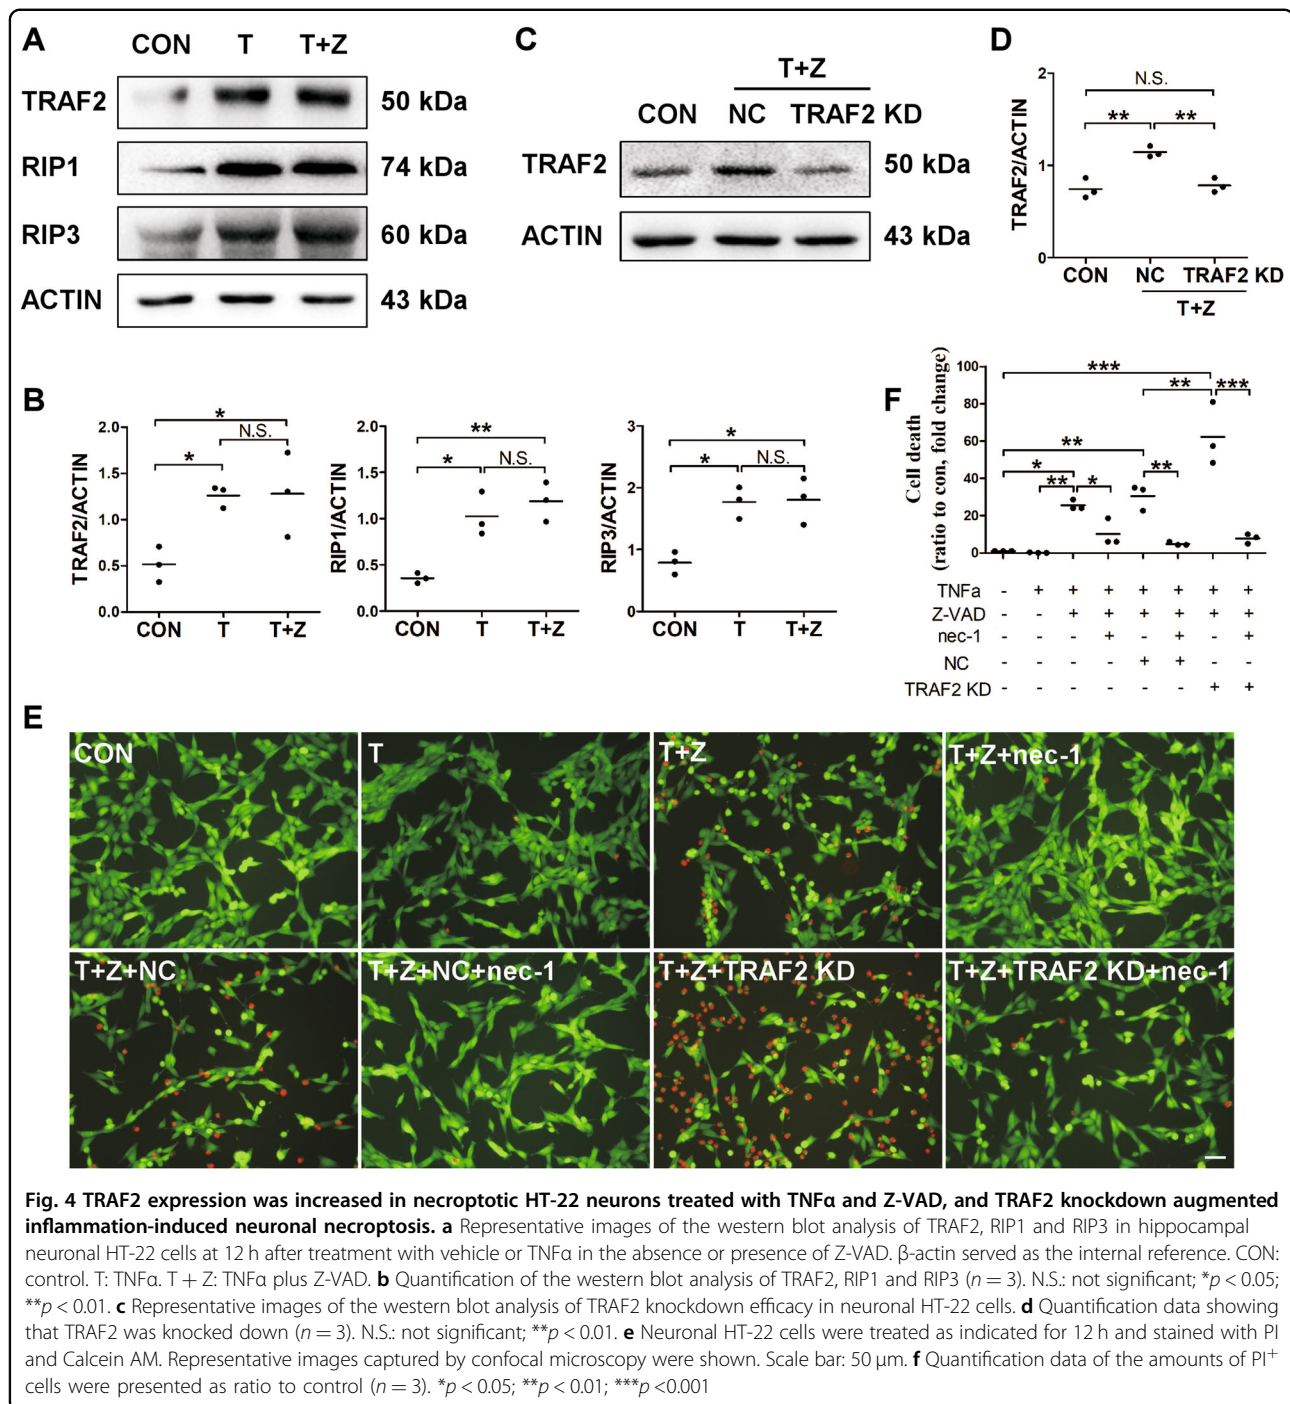 A
CON T T+Z
TRAF2 50 kDa
RIP1 74 kDa
RIP3 60 kDa
ACTIN 43 kDa
C
T+Z
CON NC TRAF2 KD
TRAF2 50 kDa
ACTIN 43 kDa
D
TRAF2/ACTIN
2
1
0
N.S.
** **
CON NC TRAF2 KD
T+Z
B
TRAF2/ACTIN
2.0
1.5
1.0
0.5
0.0
*
N.S.
*
CON T T+Z
RIP1/ACTIN
2.0
1.5
1.0
0.5
0.0
**
* N.S.
CON T T+Z
RIP3/ACTIN
3
2
1
0
*
* N.S.
CON T T+Z
F
Cell death
(ratio to con, fold change)
100
80
60
40
20
0
***
** ***
**
* **
** *
TNFa - + + + + + + +
Z-VAD - - + + + + + +
nec-1 - - - + - + - +
NC - - - - + + - -
TRAF2 KD - - - - - - + +
E
CON T T+Z T+Z+nec-1
T+Z+NC T+Z+NC+nec-1 T+Z+TRAF2 KD T+Z+TRAF2 KD+nec-1
Fig. 4 TRAF2 expression was increased in necroptotic HT-22 neurons treated with TNFα and Z-VAD, and TRAF2 knockdown augmented
inflammation-induced neuronal necroptosis. a Representative images of the western blot analysis of TRAF2, RIP1 and RIP3 in hippocampal
neuronal HT-22 cells at 12 h after treatment with vehicle or TNFα in the absence or presence of Z-VAD. β-actin served as the internal reference. CON:
control. T: TNFα. T + Z: TNFα plus Z-VAD. b Quantification of the western blot analysis of TRAF2, RIP1 and RIP3 (n = 3). N.S.: not significant; *p < 0.05;
**p < 0.01. c Representative images of the western blot analysis of TRAF2 knockdown efficacy in neuronal HT-22 cells. d Quantification data showing
that TRAF2 was knocked down (n = 3). N.S.: not significant; **p < 0.01. e Neuronal HT-22 cells were treated as indicated for 12 h and stained with PI
and Calcein AM. Representative images captured by confocal microscopy were shown. Scale bar: 50 μm. f Quantification data of the amounts of PI⁺
cells were presented as ratio to control (n = 3). *p < 0.05; **p < 0.01; ***p <0.001